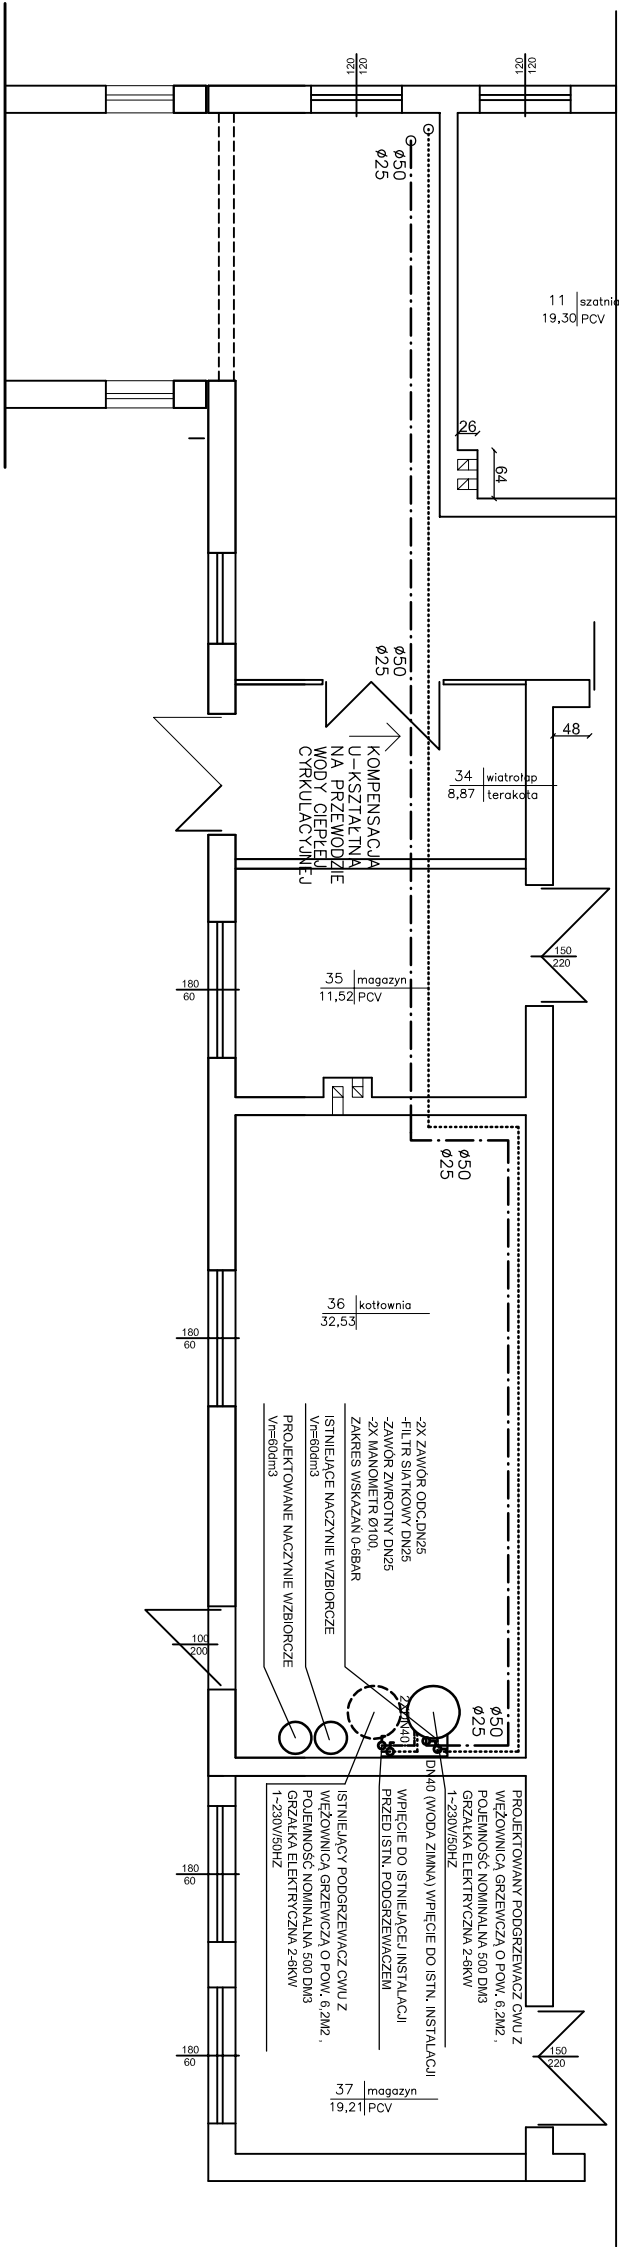 120
120
120
120
ø50
ø25
11 szatnia
19,30 PCV
26
64
ø50
ø25
48
34 wiatrołap
8,87 terakota
KOMPENSACJA
U-KSZTAŁTNA
NA PRZEWODZIE
WODY CIEPŁEJ
CYRKULACYJNEJ
150
220
35 magazyn
11,52 PCV
180
60
ø50
ø25
36 kotłownia
32,53
180
60
-2X ZAWÓR ODC.DN25
-FILTR SIATKOWY DN25
-ZAWÓR ZWROTNY DN25
-2X MANOMETR Ø100,
ZAKRES WSKAZAŃ 0-6BAR
ISTNIEJĄCE NACZYNIE WZBIORCZE
Vn=60dm3
PROJEKTOWANE NACZYNIE WZBIORCZE
Vn=60dm3
100
200
ø50
ø25
2xDN40
PROJEKTOWANY PODGRZEWACZ CWU Z
WĘŻOWNICĄ GRZEWCZĄ O POW. 6,2M2 ,
POJEMNOŚĆ NOMINALNA 500 DM3
GRZAŁKA ELEKTRYCZNA 2-6KW
1~230V/50HZ
DN40 (WODA ZIMNA) WPIĘCIE DO ISTN. INSTALACJI
WPIĘCIE DO ISTNIEJĄCEJ INSTALACJI
PRZED ISTN. PODGRZEWACZEM
ISTNIEJĄCY PODGRZEWACZ CWU Z
WĘŻOWNICĄ GRZEWCZĄ O POW. 6,2M2 ,
POJEMNOŚĆ NOMINALNA 500 DM3
GRZAŁKA ELEKTRYCZNA 2-6KW
1~230V/50HZ
180
60
180
60
150
220
37 magazyn
19,21 PCV